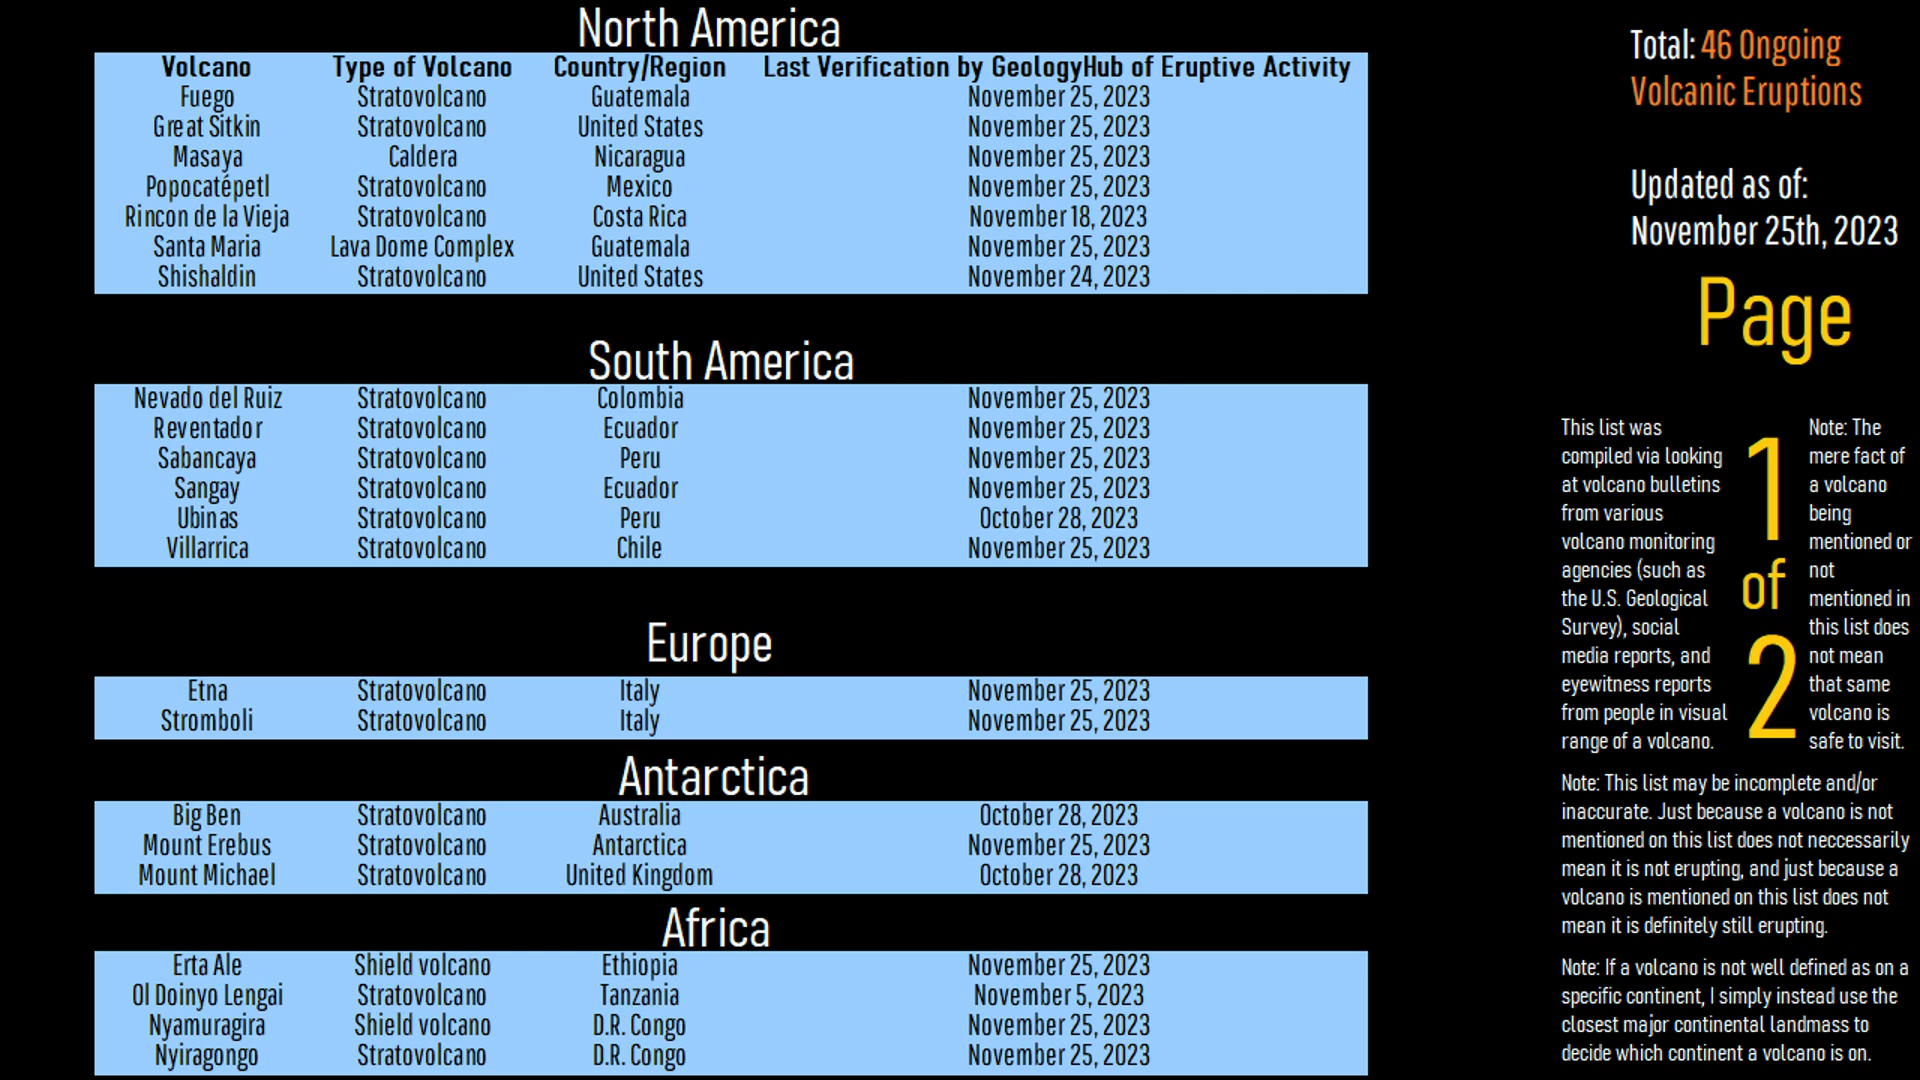 North America
Volcano Type of Volcano Country/Region Last Verification by GeologyHub of Eruptive Activity
Fuego Stratovolcano Guatemala November 25, 2023
Great Sitkin Stratovolcano United States November 25, 2023
Masaya Caldera Nicaragua November 25, 2023
Popocatépetl Stratovolcano Mexico November 25, 2023
Rincon de la Vieja Stratovolcano Costa Rica November 18, 2023
Santa Maria Lava Dome Complex Guatemala November 25, 2023
Shishaldin Stratovolcano United States November 24, 2023
South America
Nevado del Ruiz Stratovolcano Colombia November 25, 2023
Reventador Stratovolcano Ecuador November 25, 2023
Sabancaya Stratovolcano Peru November 25, 2023
Sangay Stratovolcano Ecuador November 25, 2023
Ubinas Stratovolcano Peru October 28, 2023
Villarrica Stratovolcano Chile November 25, 2023
Europe
Etna Stratovolcano Italy November 25, 2023
Stromboli Stratovolcano Italy November 25, 2023
Antarctica
Big Ben Stratovolcano Australia October 28, 2023
Mount Erebus Stratovolcano Antarctica November 25, 2023
Mount Michael Stratovolcano United Kingdom October 28, 2023
Africa
Erta Ale Shield volcano Ethiopia November 25, 2023
Ol Doinyo Lengai Stratovolcano Tanzania November 5, 2023
Nyamuragira Shield volcano D.R. Congo November 25, 2023
Nyiragongo Stratovolcano D.R. Congo November 25, 2023
Total: 46 Ongoing
Volcanic Eruptions
Updated as of:
November 25th, 2023
Page
1
of
2
This list was
compiled via looking
at volcano bulletins
from various
volcano monitoring
agencies (such as
the U.S. Geological
Survey), social
media reports, and
eyewitness reports
from people in visual
range of a volcano.
Note: The
mere fact of
a volcano
being
mentioned or
not
mentioned in
this list does
not mean
that same
volcano is
safe to visit.
Note: This list may be incomplete and/or
inaccurate. Just because a volcano is not
mentioned on this list does not neccessarily
mean it is not erupting, and just because a
volcano is mentioned on this list does not
mean it is definitely still erupting.
Note: If a volcano is not well defined as on a
specific continent, I simply instead use the
closest major continental landmass to
decide which continent a volcano is on.